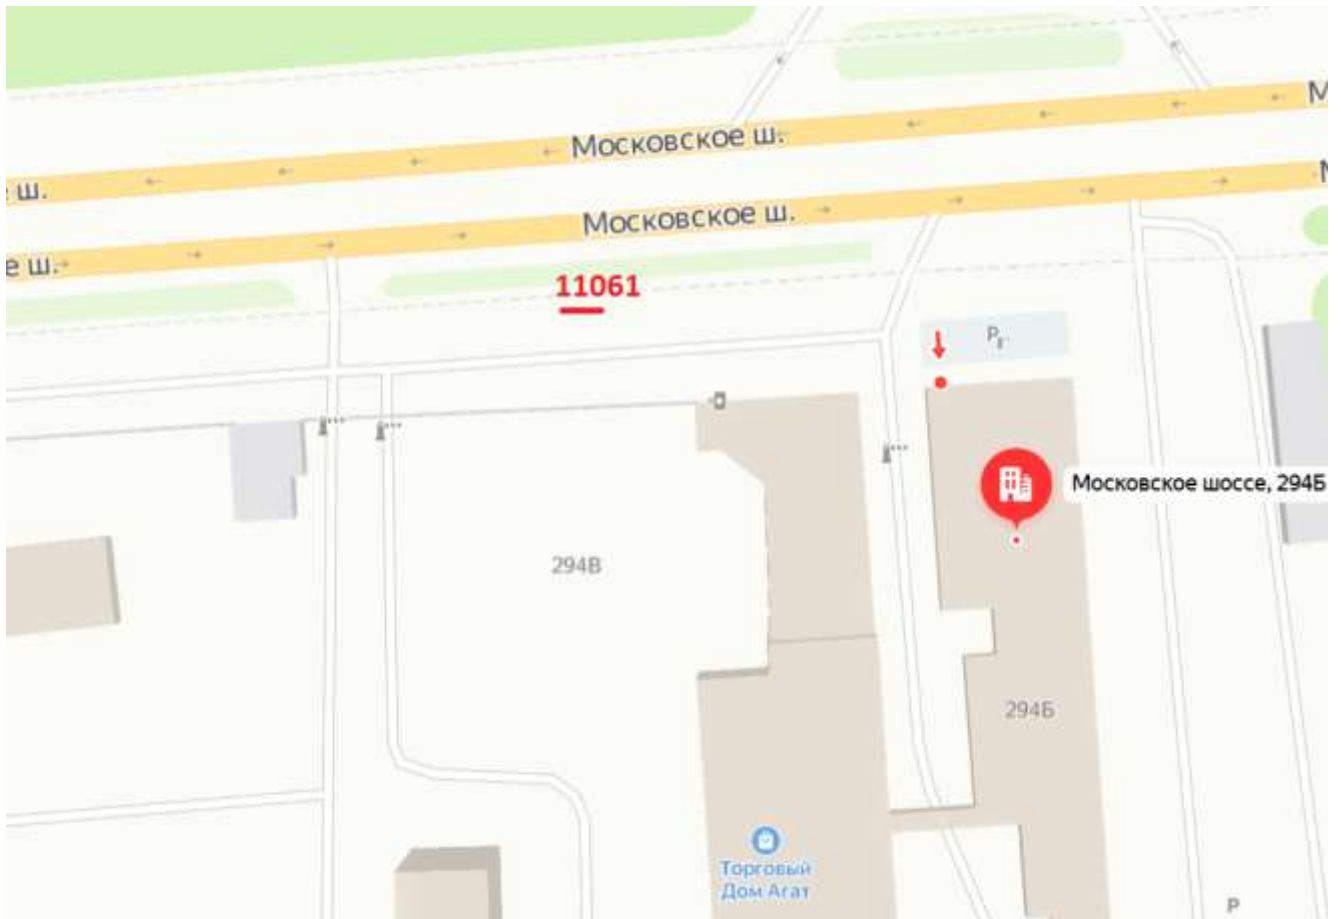 М
Московское ш.
е ш.
Московское ш.
е ш.
11061
Р
Московское шоссе, 294Б
294В
294Б
Торговый
Дом Агат
Р